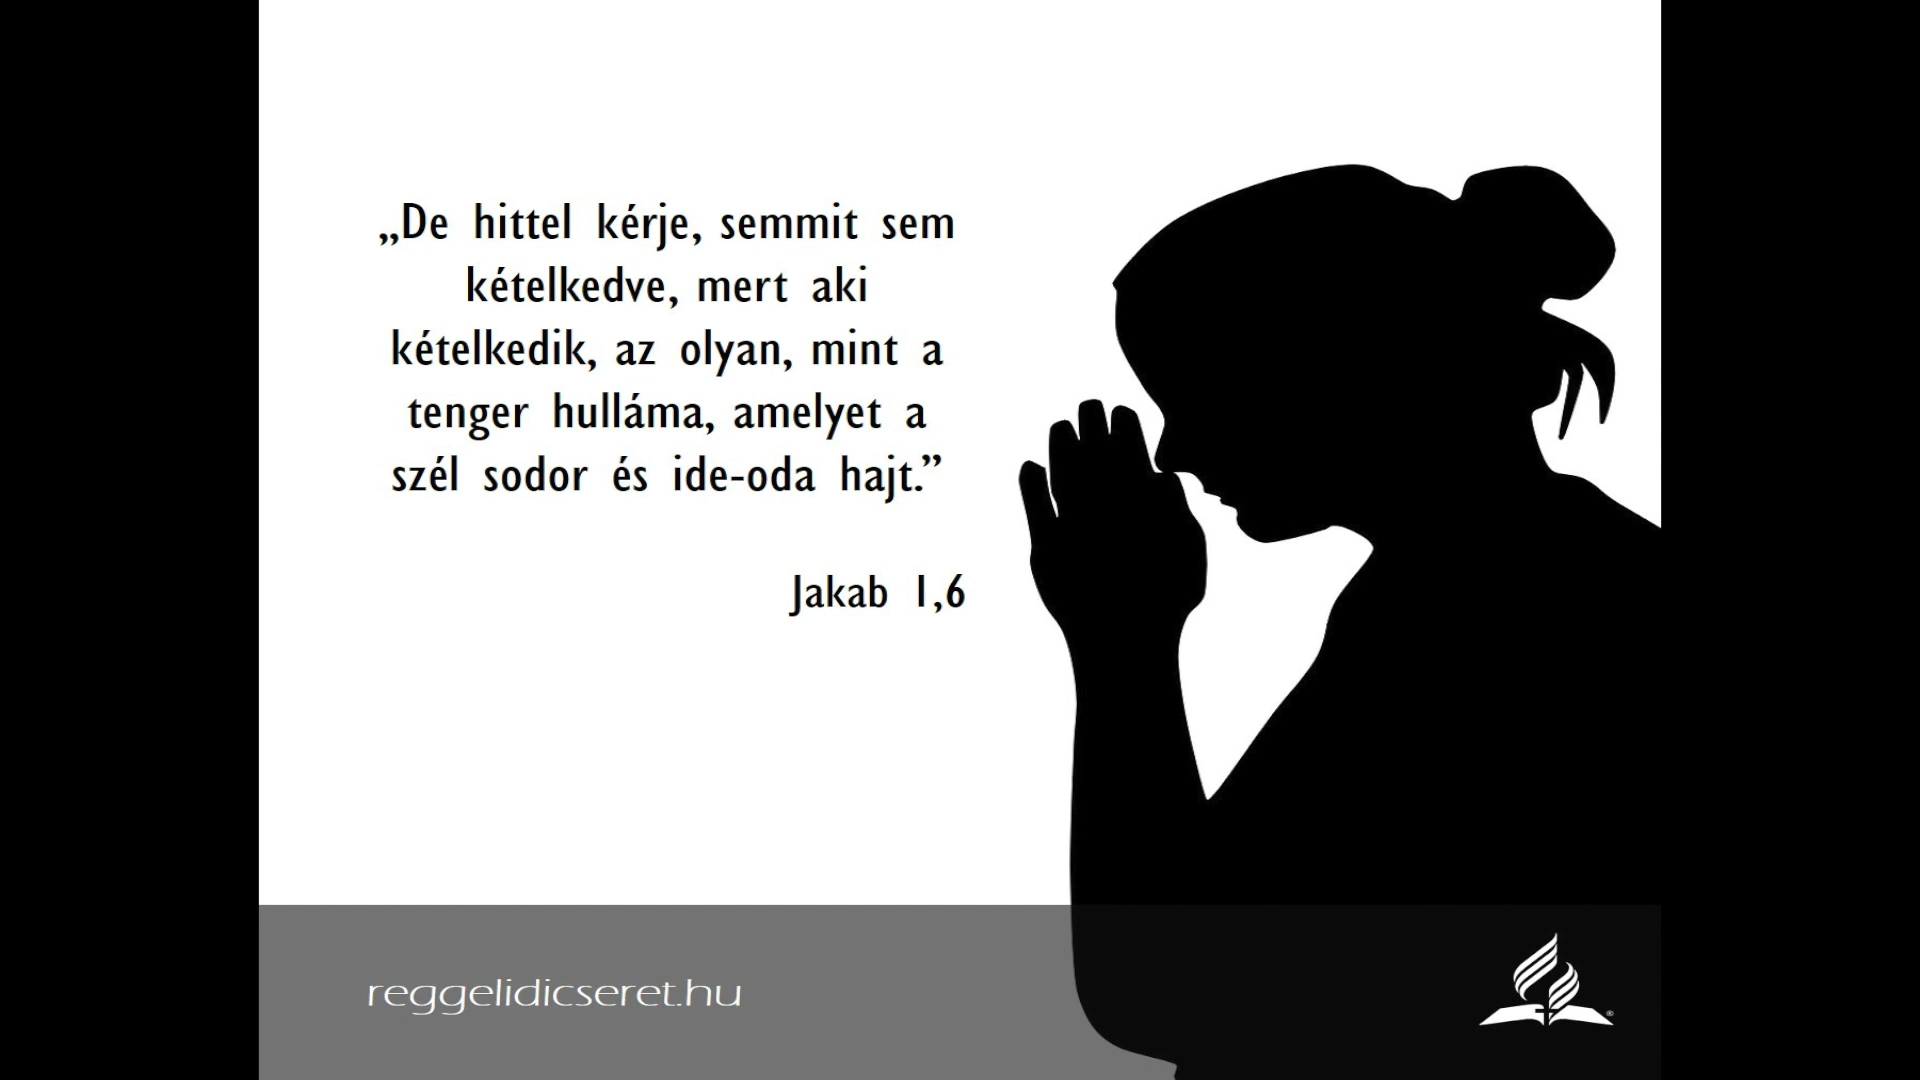 „De hittel kérje, semmit sem
kételkedve, mert aki
kételkedik, az olyan, mint a
tenger hulláma, amelyet a
szél sodor és ide-oda hajt.”
Jakab 1,6
reggelidicseret.hu
®